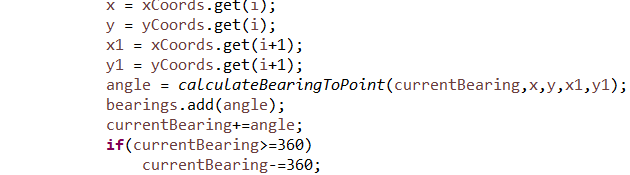 x = xCoords.get(i);
y = yCoords.get(i);
x1 = xCoords.get(i+1);
y1 = yCoords.get(i+1);
angle = calculateBearingToPoint(currentBearing,x,y,x1,y1);
bearings.add(angle);
currentBearing+=angle;
if(currentBearing>=360)
currentBearing-=360;